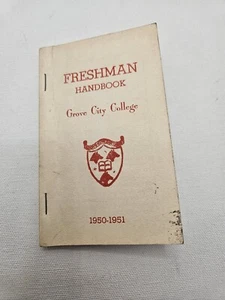 FRESHMAN
HANDBOOK
Grove City College
1950-1951